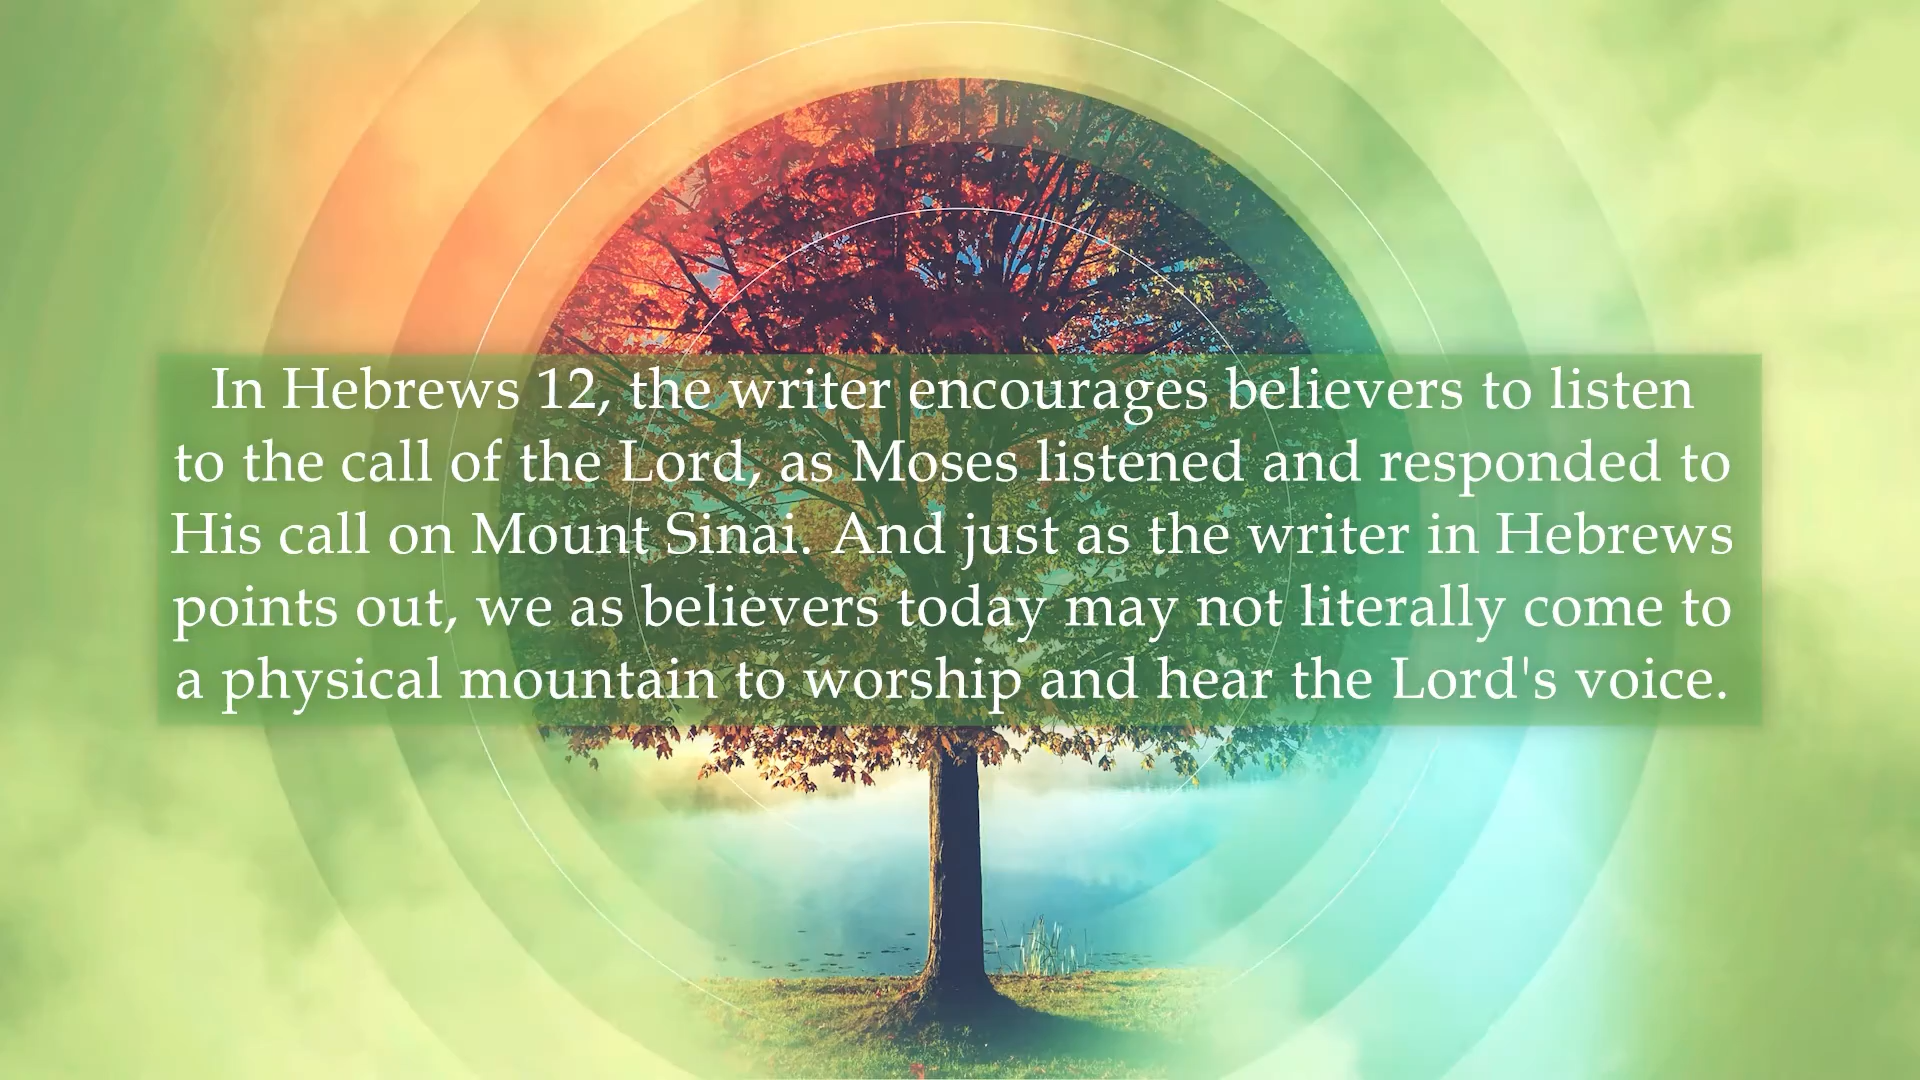 In Hebrews 12, the writer encourages believers to listen
to the call of the Lord, as Moses listened and responded to
His call on Mount Sinai. And just as the writer in Hebrews
points out, we as believers today may not literally come to
a physical mountain to worship and hear the Lord's voice.